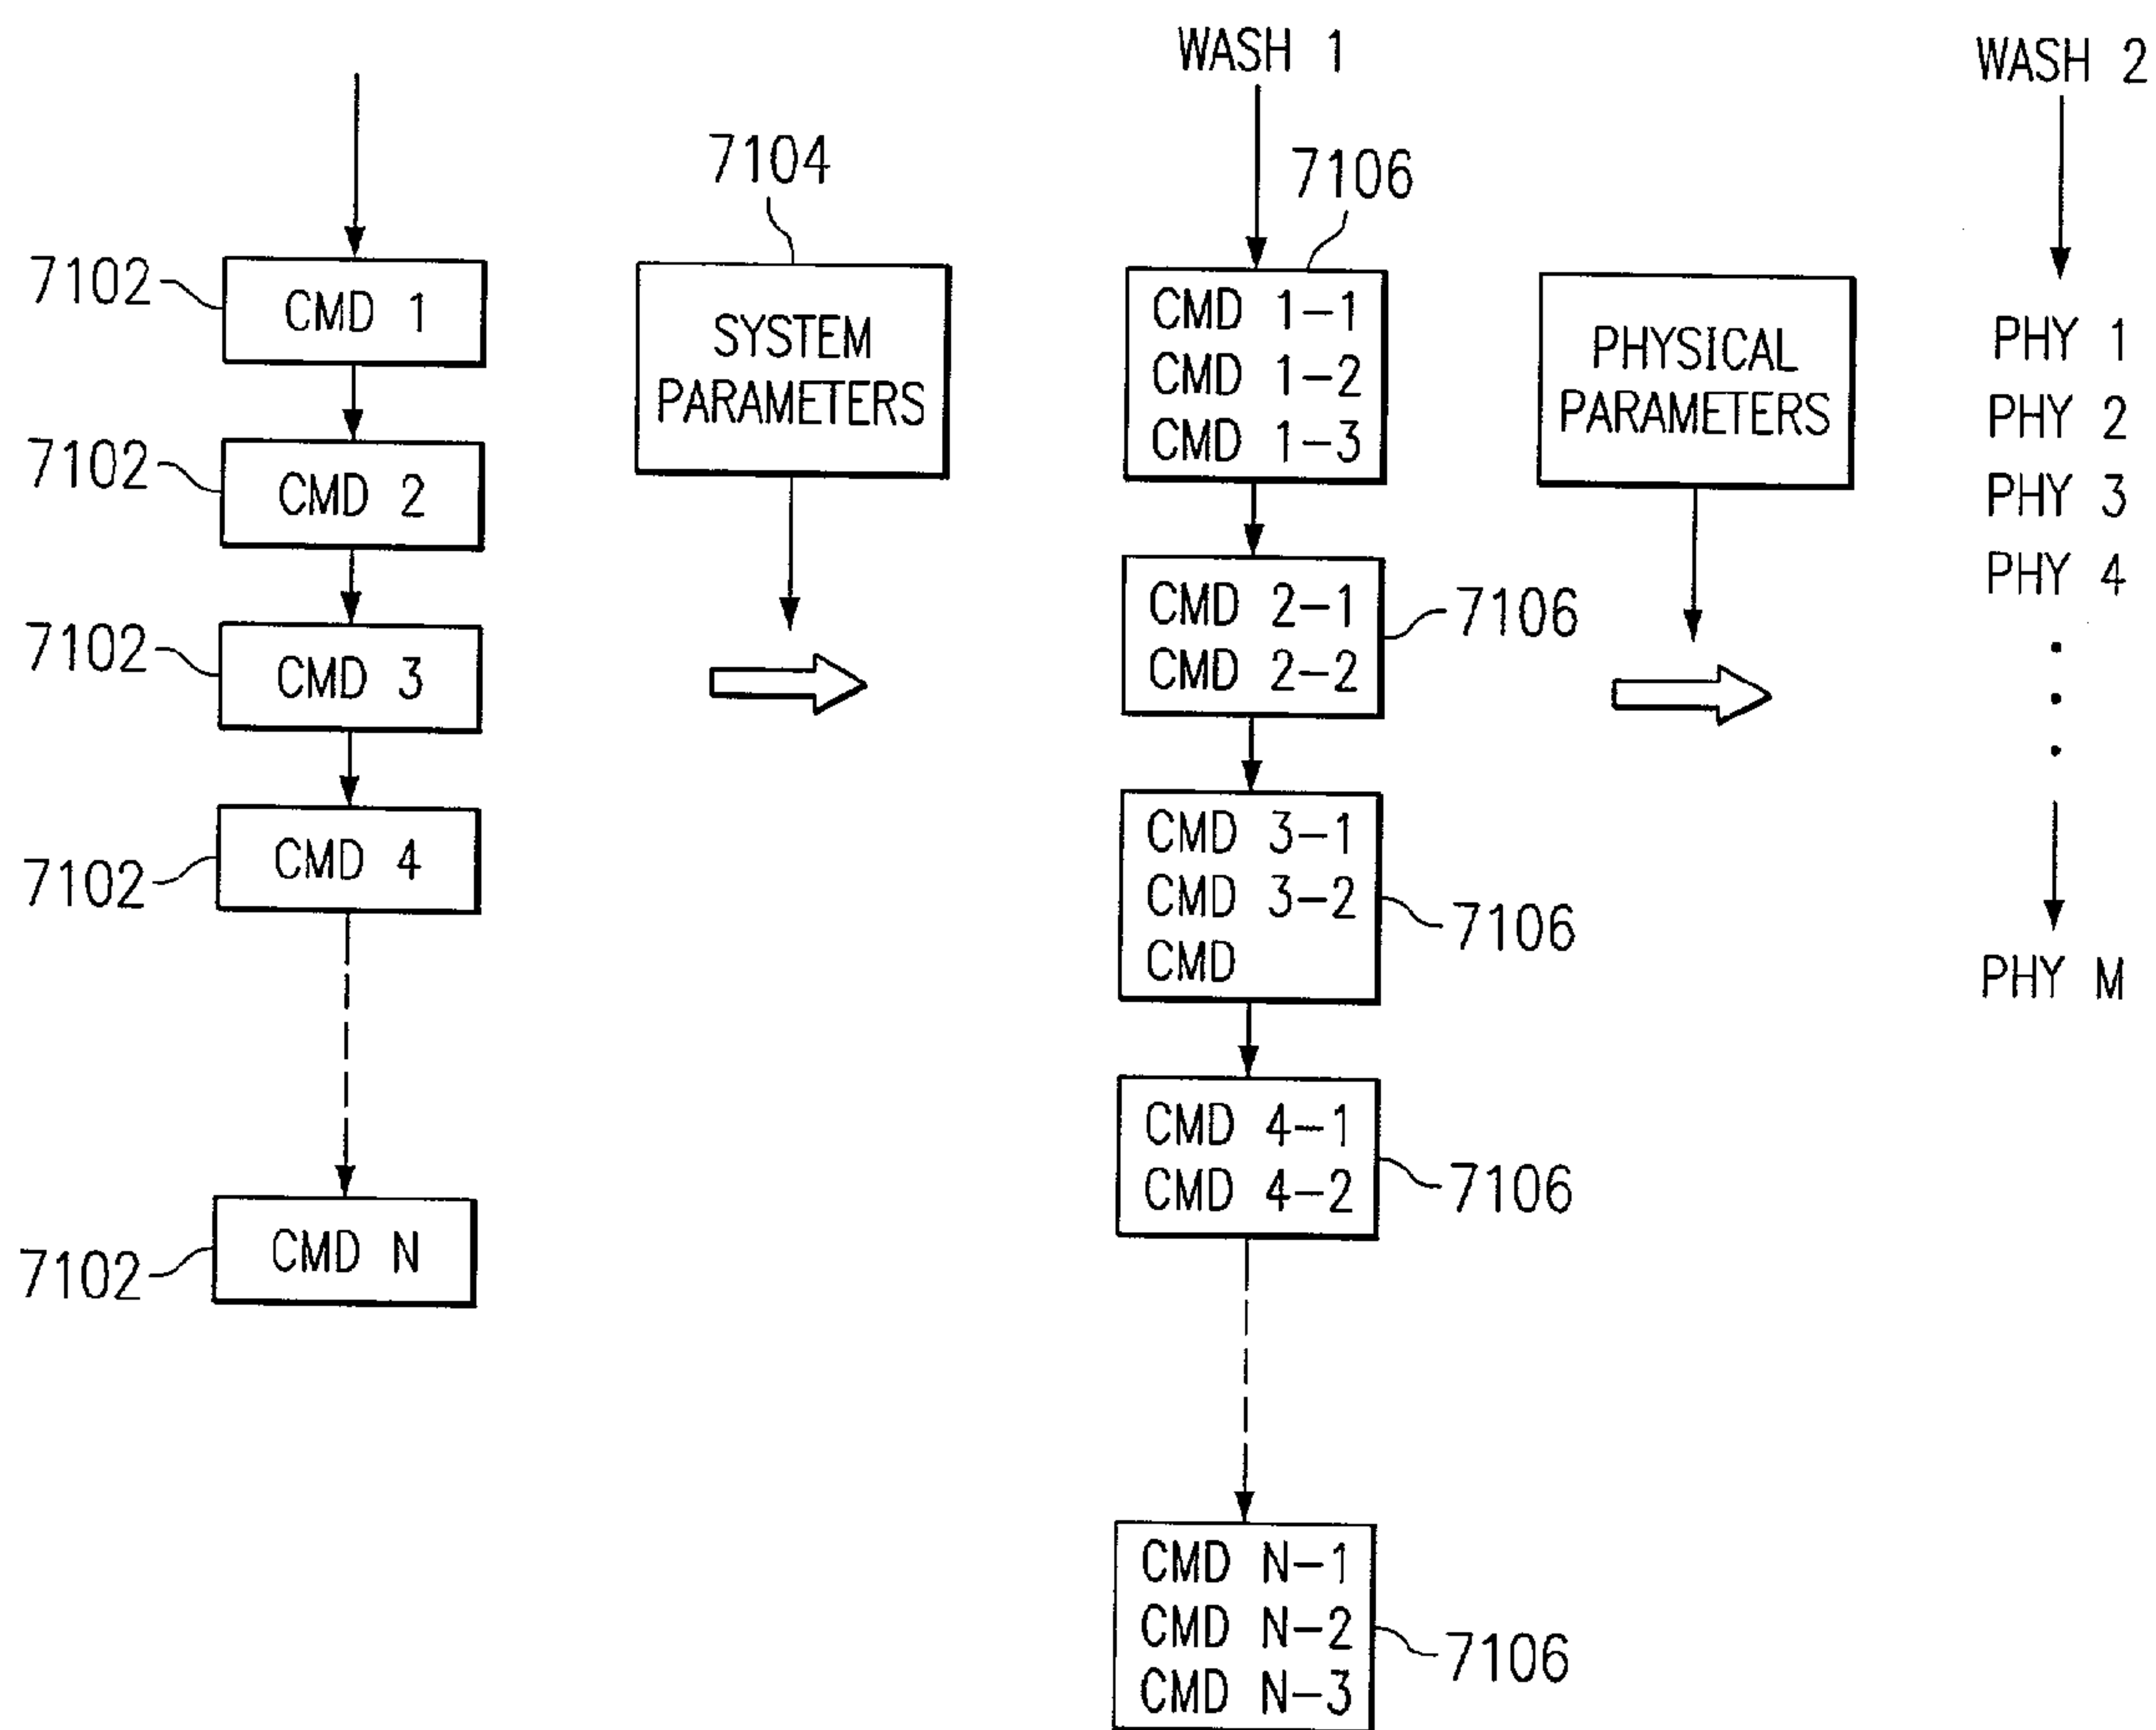 7102
CMD 1
7102
CMD 2
7102
CMD 3
7102
CMD 4
7102
CMD N
7104
SYSTEM
PARAMETERS
WASH 1
7106
CMD 1-1
CMD 1-2
CMD 1-3
CMD 2-1
CMD 2-2
7106
CMD 3-1
CMD 3-2
CMD
7106
CMD 4-1
CMD 4-2
7106
CMD N-1
CMD N-2
CMD N-3
7106
PHYSICAL
PARAMETERS
WASH 2
PHY 1
PHY 2
PHY 3
PHY 4
PHY M